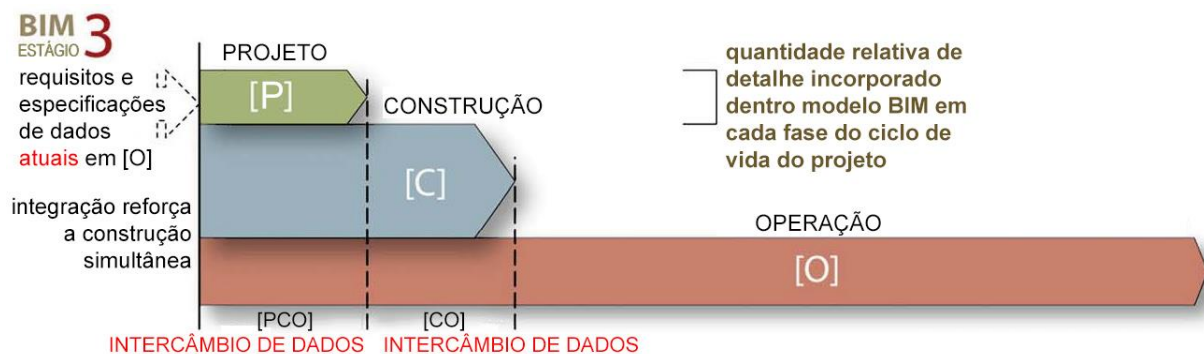 BIM
ESTÁGIO 3
requisitos e
especificações
de dados
atuais em [O]
integração reforça
a construção
simultânea
PROJETO
[P]
CONSTRUÇÃO
[C]
quantidade relativa de
detalhe incorporado
dentro modelo BIM em
cada fase do ciclo de
vida do projeto
OPERAÇÃO
[O]
[PCO]
[CO]
INTERCÂMBIO DE DADOS
INTERCÂMBIO DE DADOS